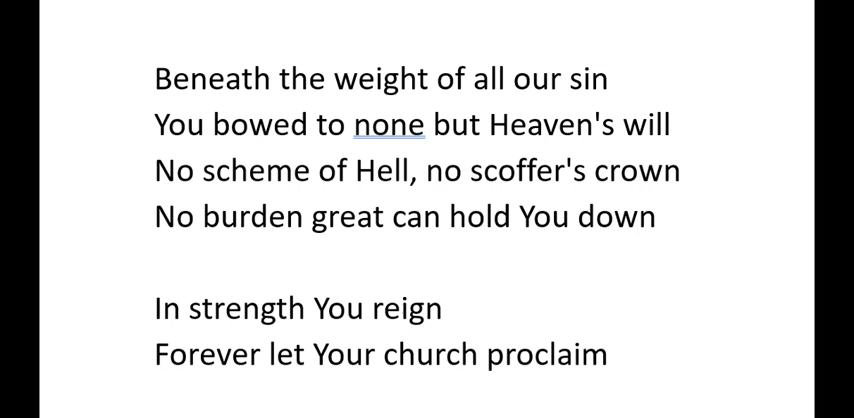 Beneath the weight of all our sin
You bowed to none but Heaven's will
No scheme of Hell, no scoffer's crown
No burden great can hold You down
In strength You reign
Forever let Your church proclaim